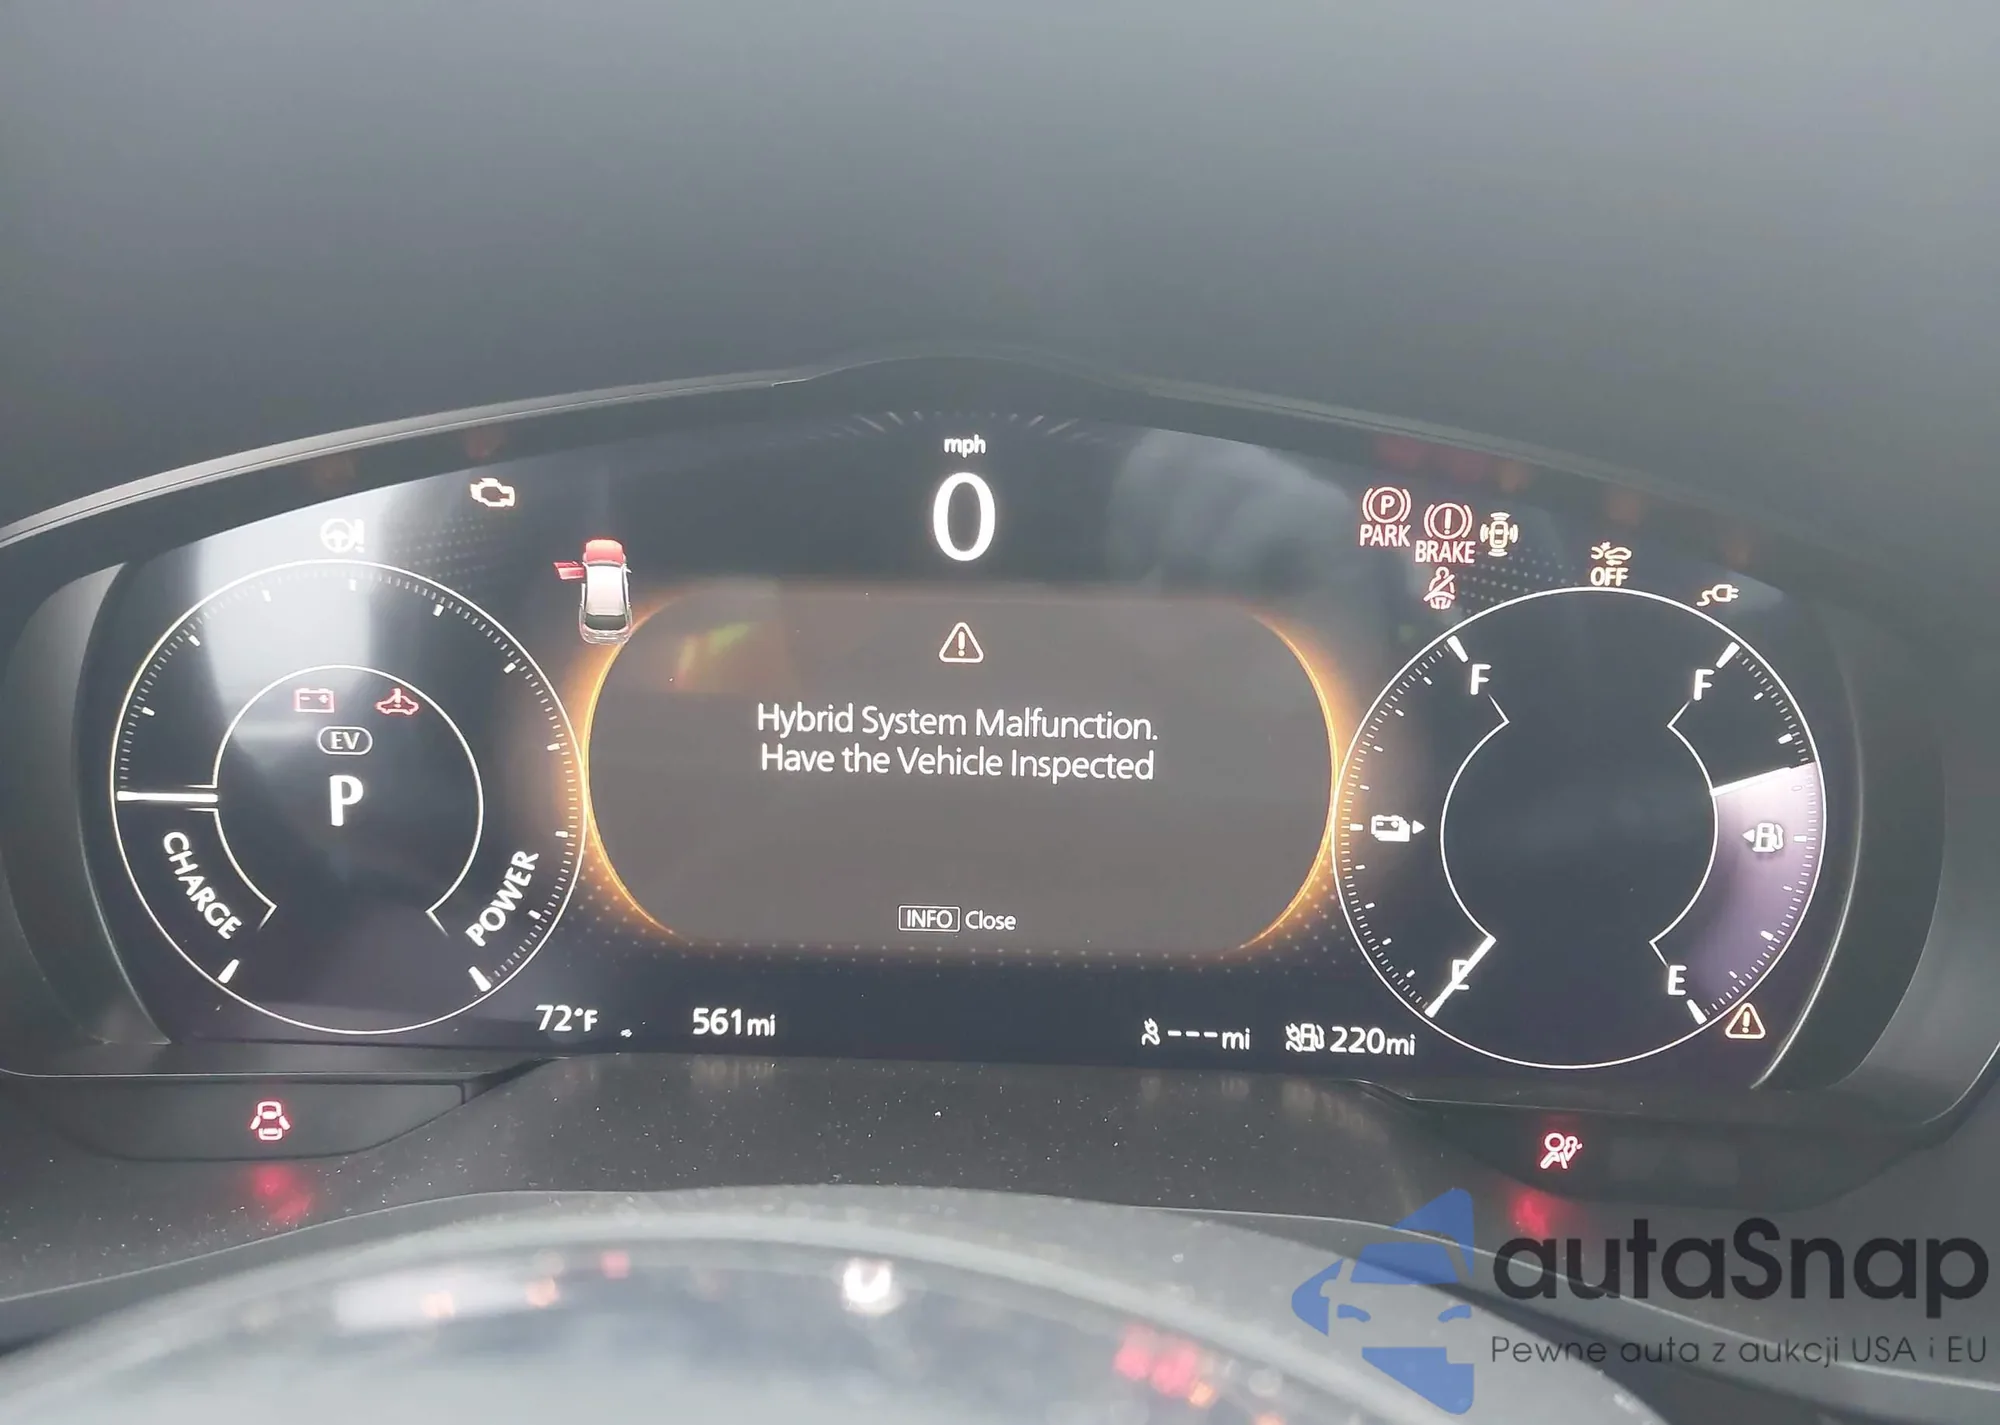 mph
0
PARK
BRAKE
OFF
EV
P
CHARGE
POWER
Hybrid System Malfunction.
Have the Vehicle Inspected
INFO Close
F
F
E
E
72°F
561mi
---mi
220mi
autaSnap
Pewne auta z aukcji USA i EU